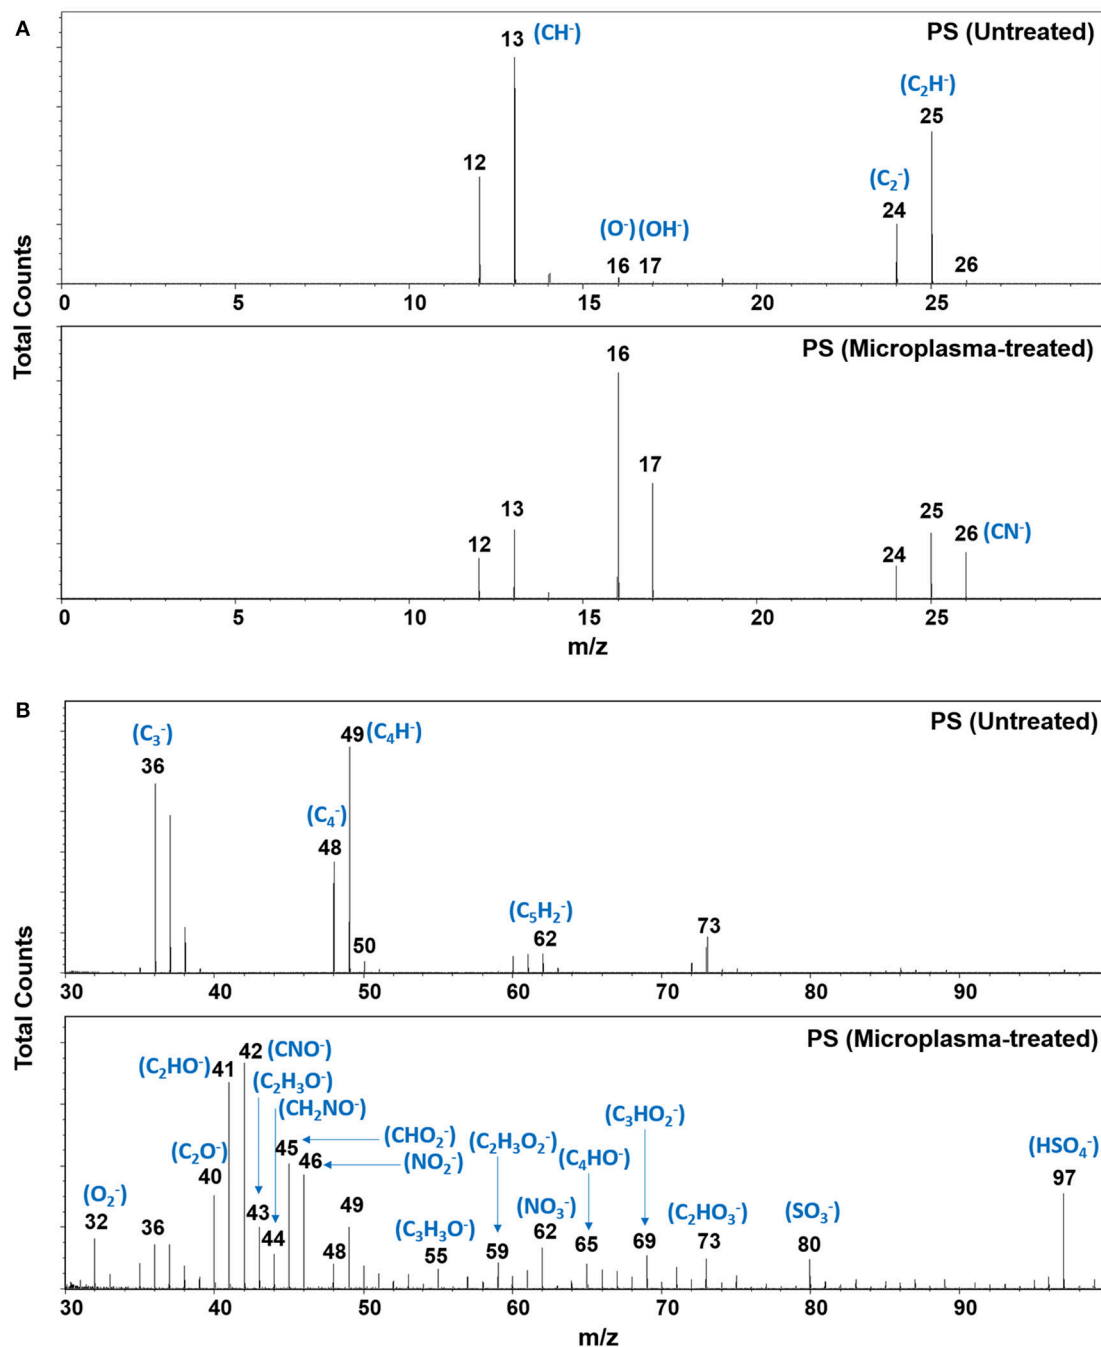 A
PS (Untreated)
13 (CH⁻)
(C₂H⁻)
25
12
(C₂⁻)
24
(O⁻) (OH⁻)
16 17
26
0 5 10 15 20 25
Total Counts
PS (Microplasma-treated)
16
17
13
12
25
24
26 (CN⁻)
0 5 10 15 20 25
m/z
B
PS (Untreated)
(C₃⁻)
36
49 (C₄H⁻)
(C₄⁻)
48
50
(C₅H₂⁻)
62
73
30 40 50 60 70 80 90
Total Counts
PS (Microplasma-treated)
42 (CNO⁻)
(C₂HO⁻) 41
(C₂H₃O⁻)
(CH₂NO⁻)
(C₃HO₂⁻)
45 (CHO₂⁻)
(C₂H₃O₂⁻)
(C₂O⁻)
40
46 (NO₂⁻)
(C₄HO⁻)
(HSO₄⁻)
97
(O₂⁻)
32
36
43
44
49
48
(C₃H₃O⁻)
55
59
(NO₃⁻)
62
65
69
(C₂HO₃⁻)
73
(SO₃⁻)
80
30 40 50 60 70 80 90
m/z